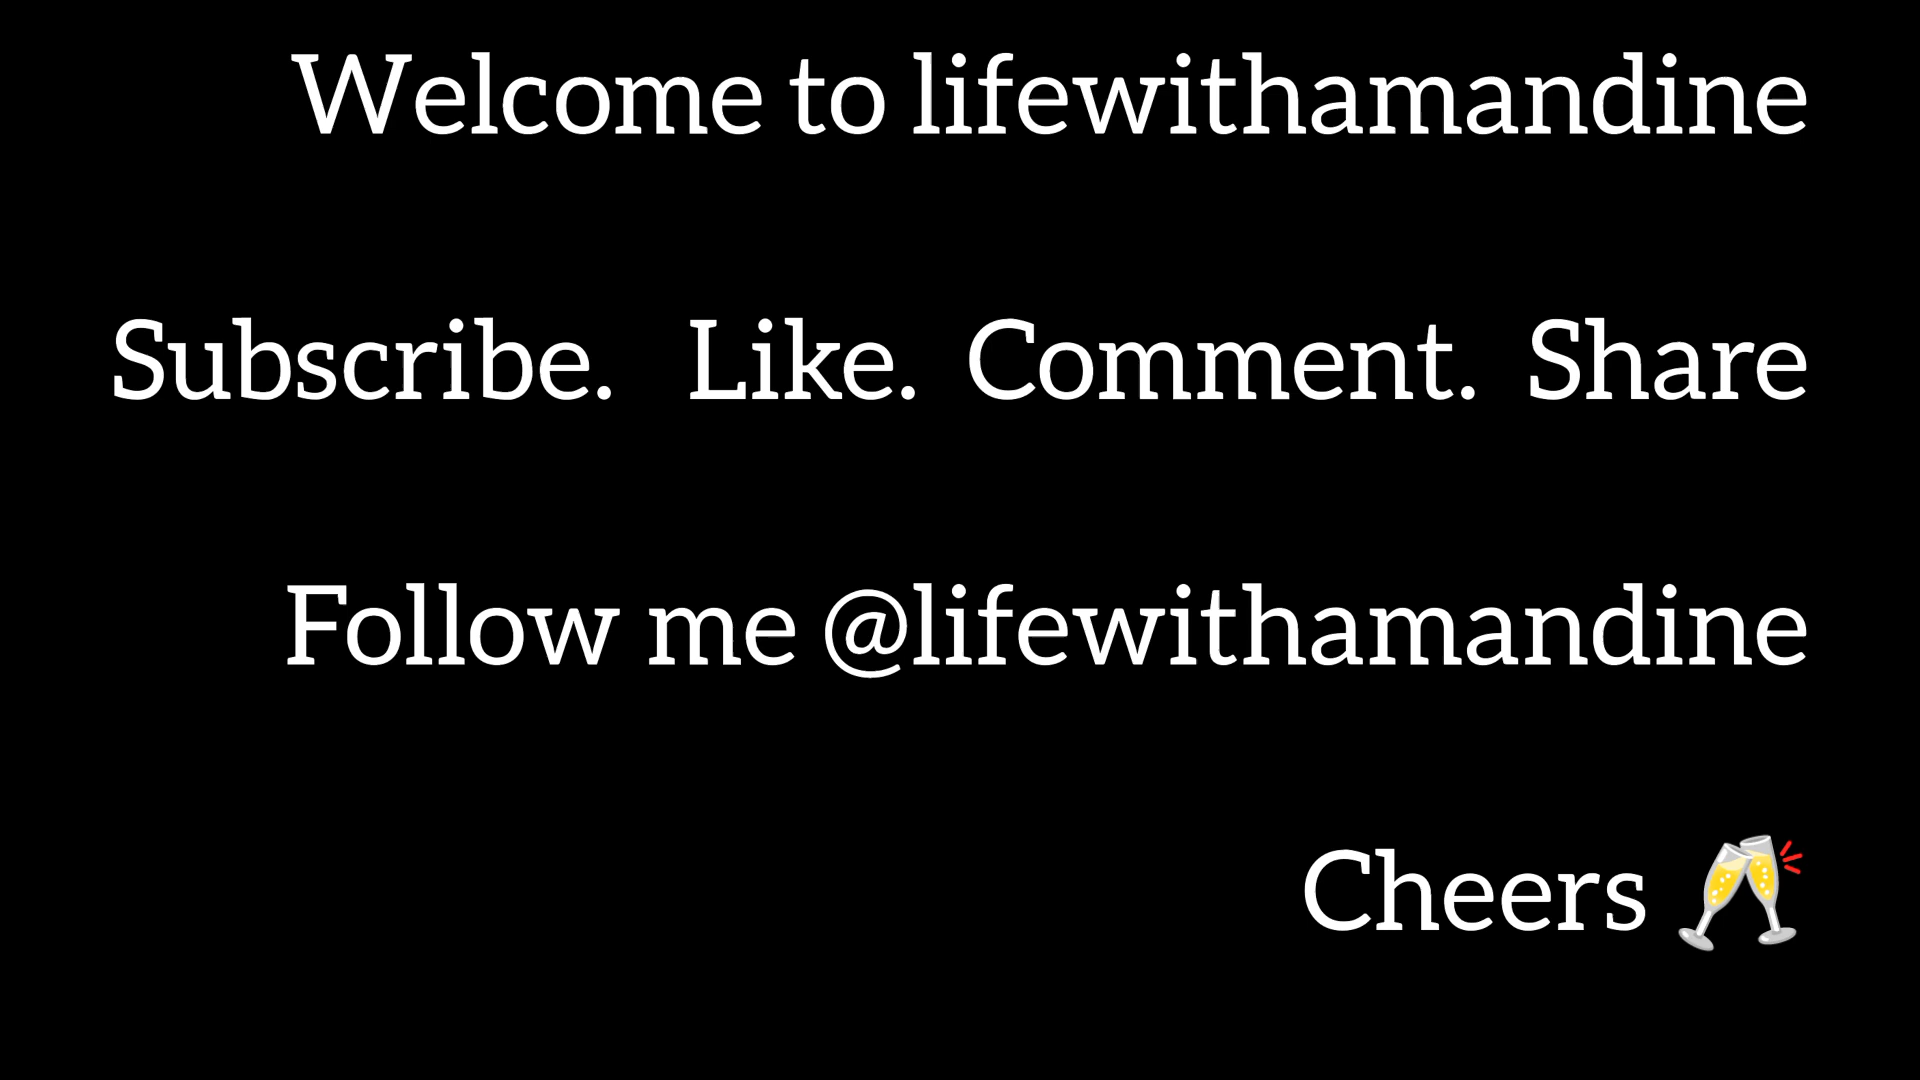 Welcome to lifewithamandine
Subscribe.  Like.  Comment.  Share
Follow me @lifewithamandine
Cheers 🥂